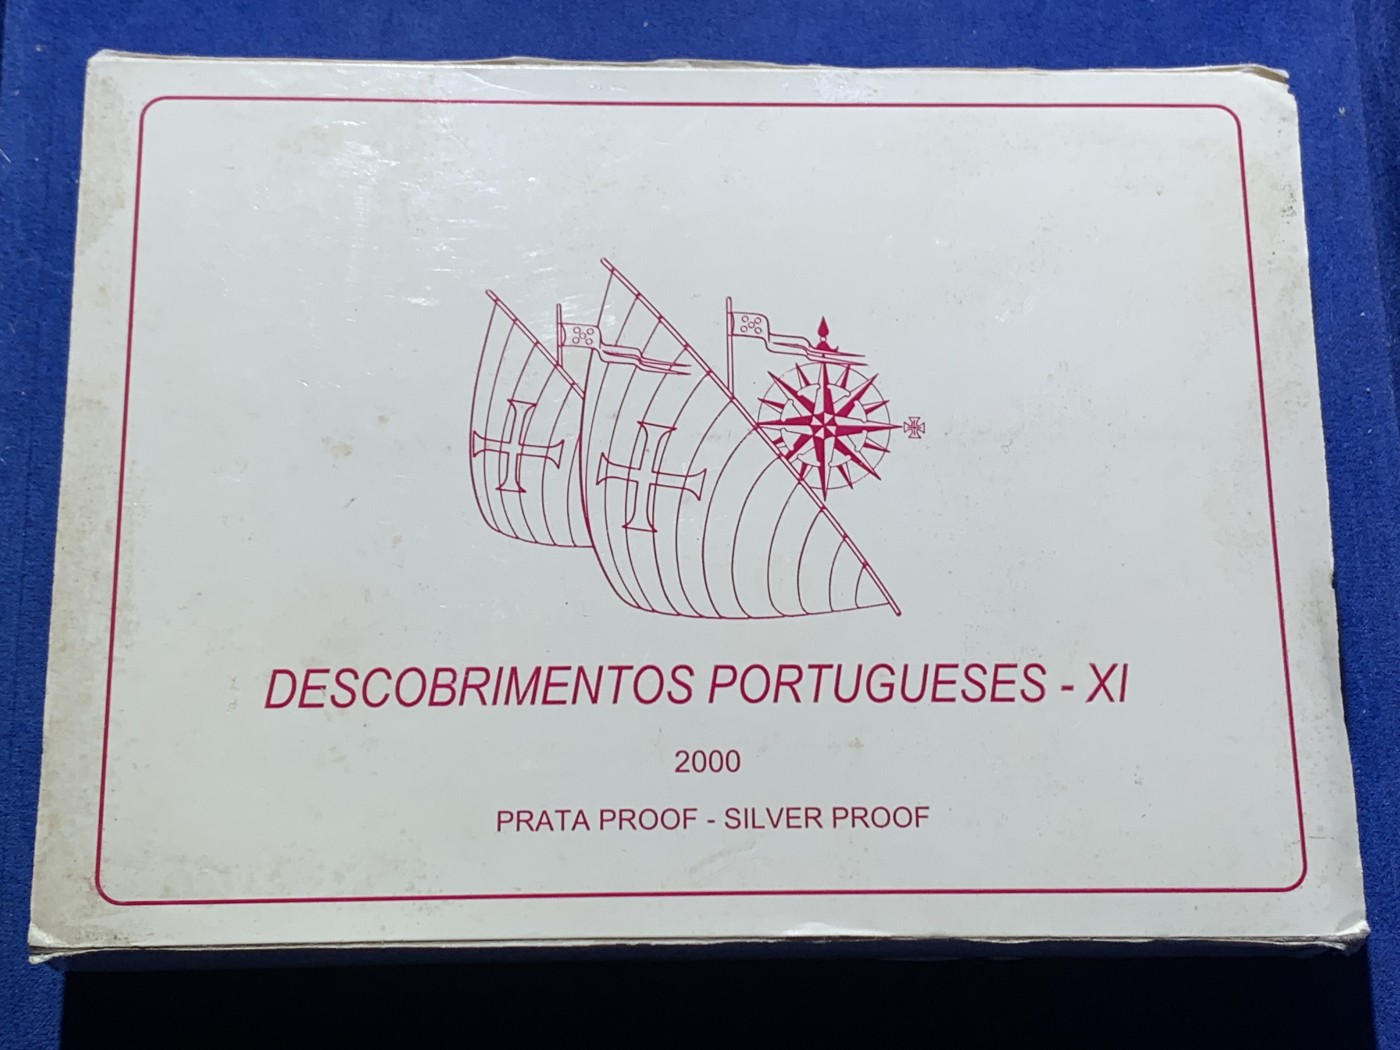 DESCOBRIMENTOS PORTUGUESES - XI
2000
PRATA PROOF - SILVER PROOF